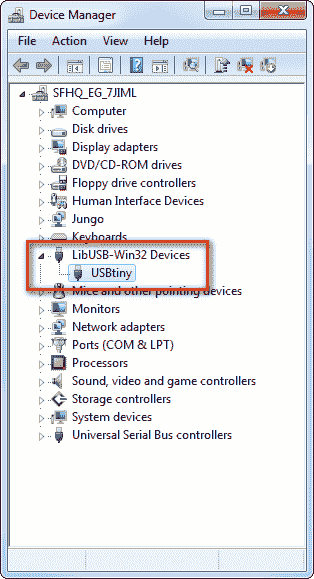 Device Manager
File Action View Help
SFHQ_EG_7JIML
Computer
Disk drives
Display adapters
DVD/CD-ROM drives
Floppy drive controllers
Human Interface Devices
Jungo
Keyboards
LibUSB-Win32 Devices
USBtiny
Mice and other pointing devices
Monitors
Network adapters
Ports (COM & LPT)
Processors
Sound, video and game controllers
Storage controllers
System devices
Universal Serial Bus controllers